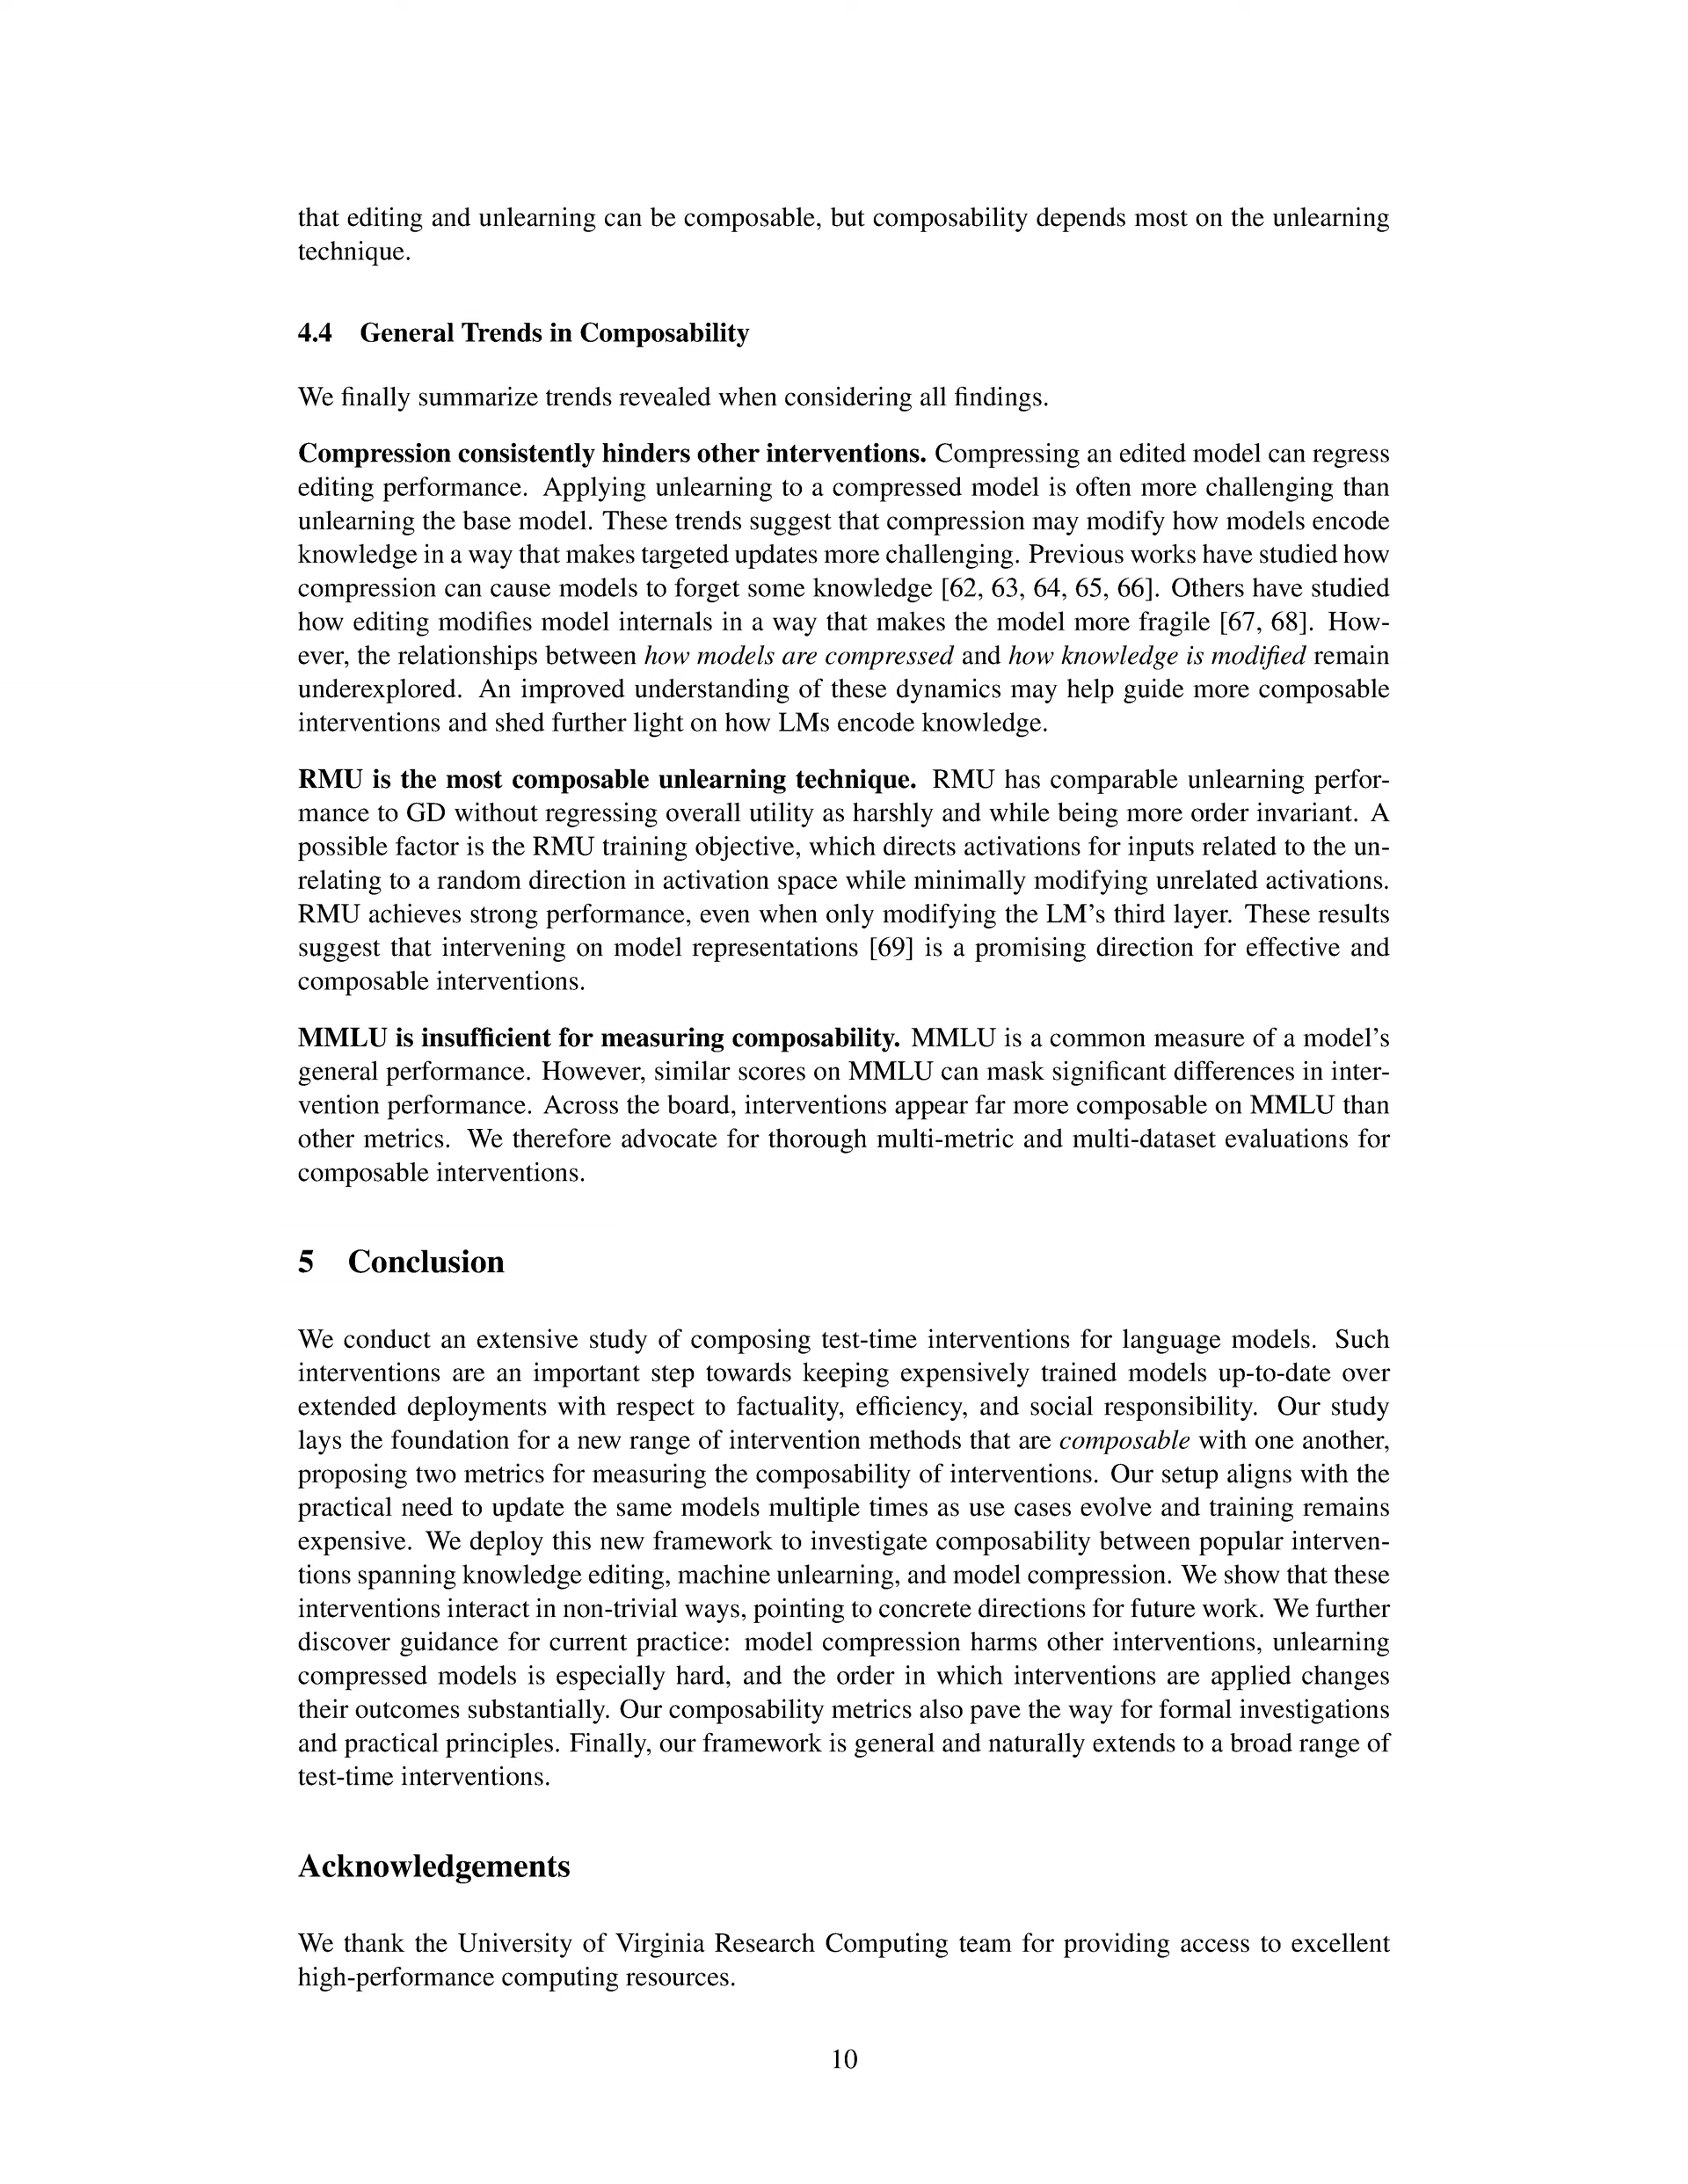 that editing and unlearning can be composable, but composability depends most on the unlearning
technique.
4.4 General Trends in Composability
We finally summarize trends revealed when considering all findings.
Compression consistently hinders other interventions. Compressing an edited model can regress
editing performance. Applying unlearning to a compressed model is often more challenging than
unlearning the base model. These trends suggest that compression may modify how models encode
knowledge in a way that makes targeted updates more challenging. Previous works have studied how
compression can cause models to forget some knowledge [62, 63, 64, 65, 66]. Others have studied
how editing modifies model internals in a way that makes the model more fragile [67, 68]. How-
ever, the relationships between how models are compressed and how knowledge is modified remain
underexplored. An improved understanding of these dynamics may help guide more composable
interventions and shed further light on how LMs encode knowledge.
RMU is the most composable unlearning technique. RMU has comparable unlearning perfor-
mance to GD without regressing overall utility as harshly and while being more order invariant. A
possible factor is the RMU training objective, which directs activations for inputs related to the un-
relating to a random direction in activation space while minimally modifying unrelated activations.
RMU achieves strong performance, even when only modifying the LM's third layer. These results
suggest that intervening on model representations [69] is a promising direction for effective and
composable interventions.
MMLU is insufficient for measuring composability. MMLU is a common measure of a model's
general performance. However, similar scores on MMLU can mask significant differences in inter-
vention performance. Across the board, interventions appear far more composable on MMLU than
other metrics. We therefore advocate for thorough multi-metric and multi-dataset evaluations for
composable interventions.
5 Conclusion
We conduct an extensive study of composing test-time interventions for language models. Such
interventions are an important step towards keeping expensively trained models up-to-date over
extended deployments with respect to factuality, efficiency, and social responsibility. Our study
lays the foundation for a new range of intervention methods that are composable with one another,
proposing two metrics for measuring the composability of interventions. Our setup aligns with the
practical need to update the same models multiple times as use cases evolve and training remains
expensive. We deploy this new framework to investigate composability between popular interven-
tions spanning knowledge editing, machine unlearning, and model compression. We show that these
interventions interact in non-trivial ways, pointing to concrete directions for future work. We further
discover guidance for current practice: model compression harms other interventions, unlearning
compressed models is especially hard, and the order in which interventions are applied changes
their outcomes substantially. Our composability metrics also pave the way for formal investigations
and practical principles. Finally, our framework is general and naturally extends to a broad range of
test-time interventions.
Acknowledgements
We thank the University of Virginia Research Computing team for providing access to excellent
high-performance computing resources.
10